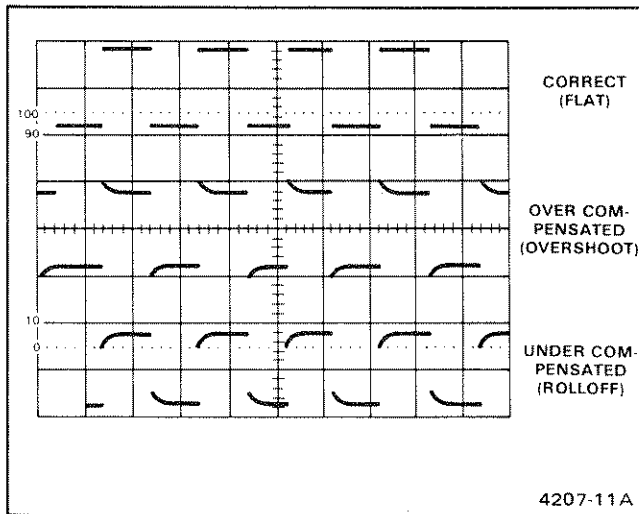 CORRECT
(FLAT)
100
90
OVER COM-
PENSATED
(OVERSHOOT)
10
0
UNDER COM-
PENSATED
(ROLLOFF)
4207-11A